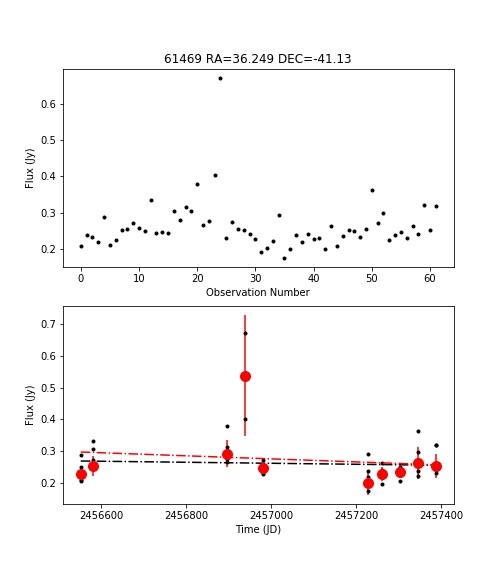 61469 RA=36.249 DEC=-41.13
0.6
0.5
0.4
0.3
0.2
Flux (Jy)
0 10 20 30 40 50 60
Observation Number
0.7
0.6
0.5
0.4
0.3
0.2
Flux (Jy)
2456600 2456800 2457000 2457200 2457400
Time (JD)